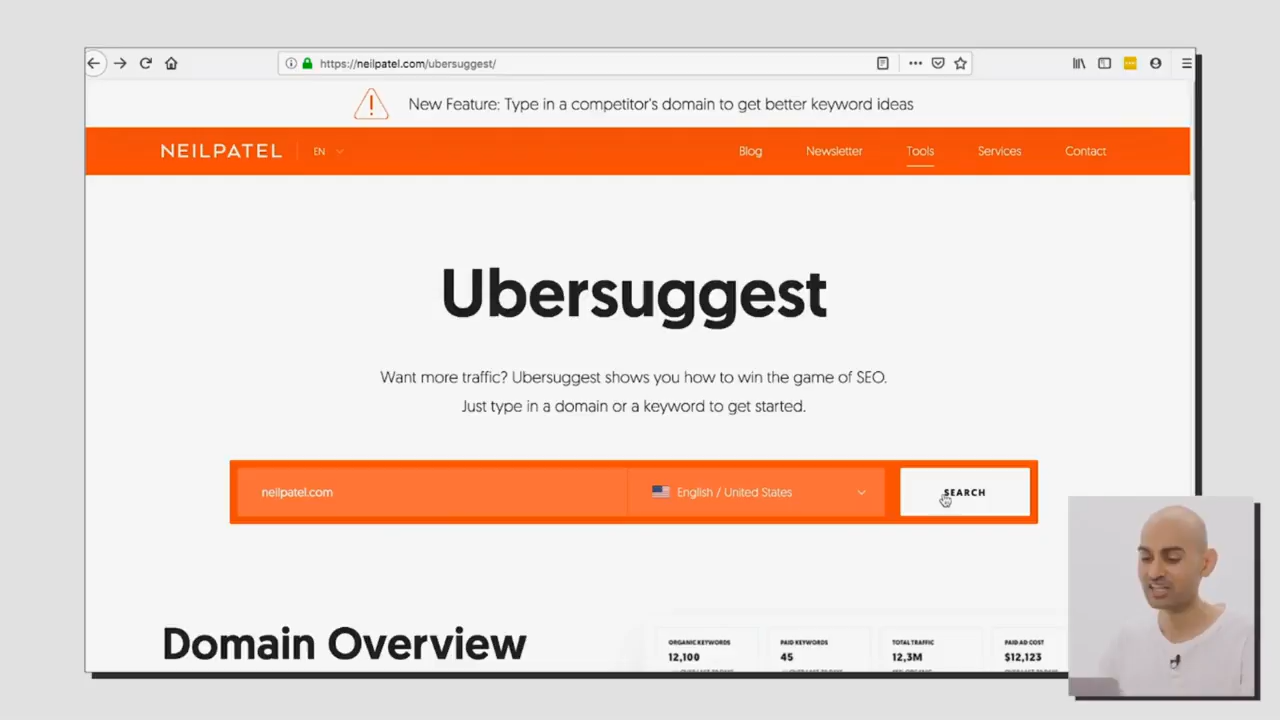 https://neilpatel.com/ubersuggest/
New Feature: Type in a competitor's domain to get better keyword ideas
NEILPATEL EN Blog Newsletter Tools Services Contact
Ubersuggest
Want more traffic? Ubersuggest shows you how to win the game of SEO.
Just type in a domain or a keyword to get started.
neilpatel.com English / United States SEARCH
Domain Overview
ORGANIC KEYWORDS PAID KEYWORDS TOTAL TRAFFIC PAID AD COST
12,100 45 12,3M $12,123